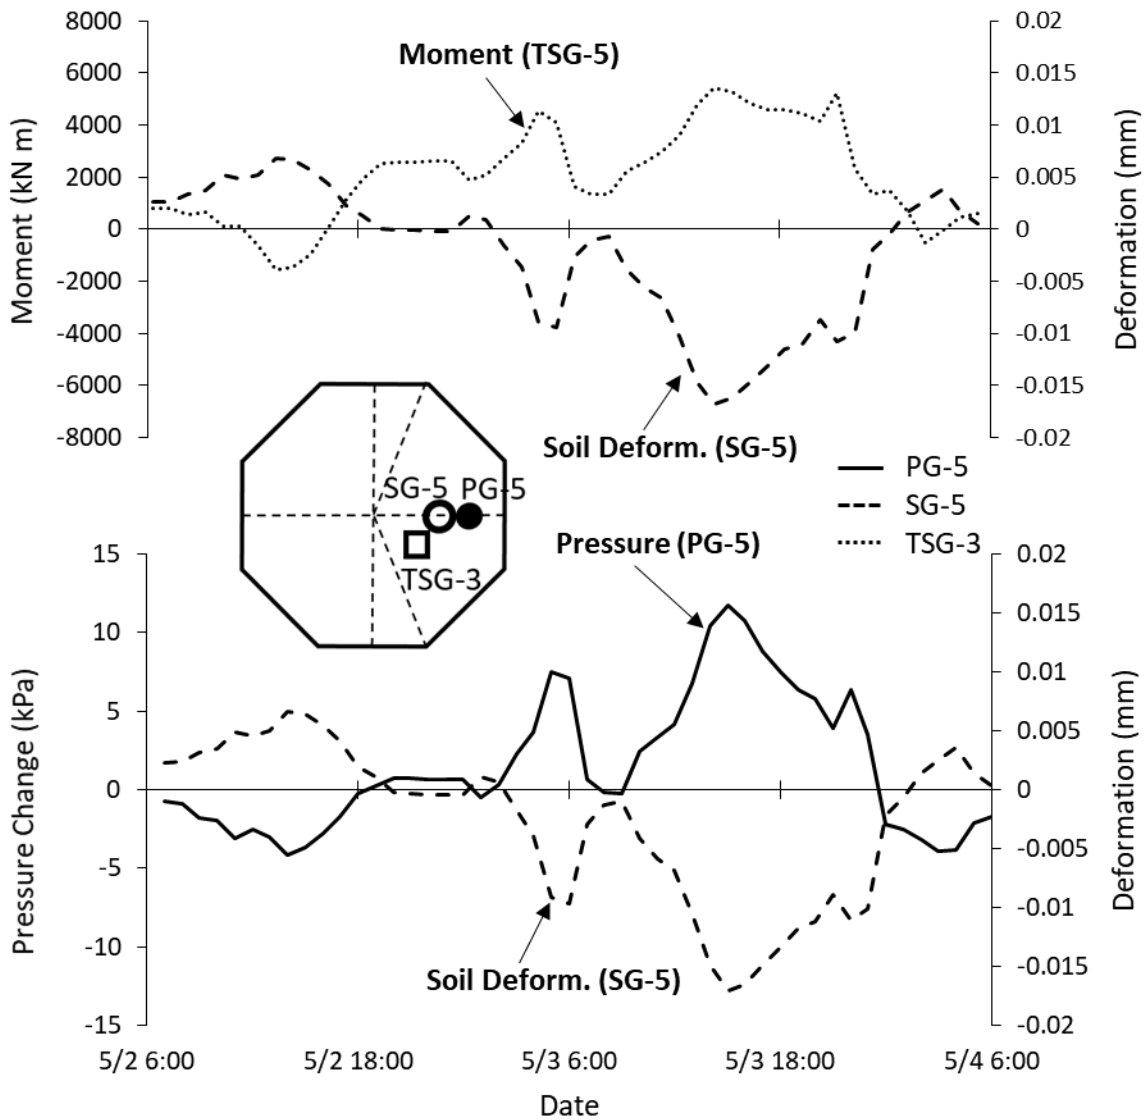 8000
6000
4000
2000
0
-2000
-4000
-6000
-8000
Moment (kN m)
0.02
0.015
0.01
0.005
0
-0.005
-0.01
-0.015
-0.02
Deformation (mm)
Moment (TSG-5)
Soil Deform. (SG-5)
SG-5 PG-5
TSG-3
PG-5
SG-5
TSG-3
Pressure (PG-5)
15
10
5
0
-5
-10
-15
Pressure Change (kPa)
0.02
0.015
0.01
0.005
0
-0.005
-0.01
-0.015
-0.02
Deformation (mm)
Soil Deform. (SG-5)
5/2 6:00 5/2 18:00 5/3 6:00 5/3 18:00 5/4 6:00
Date